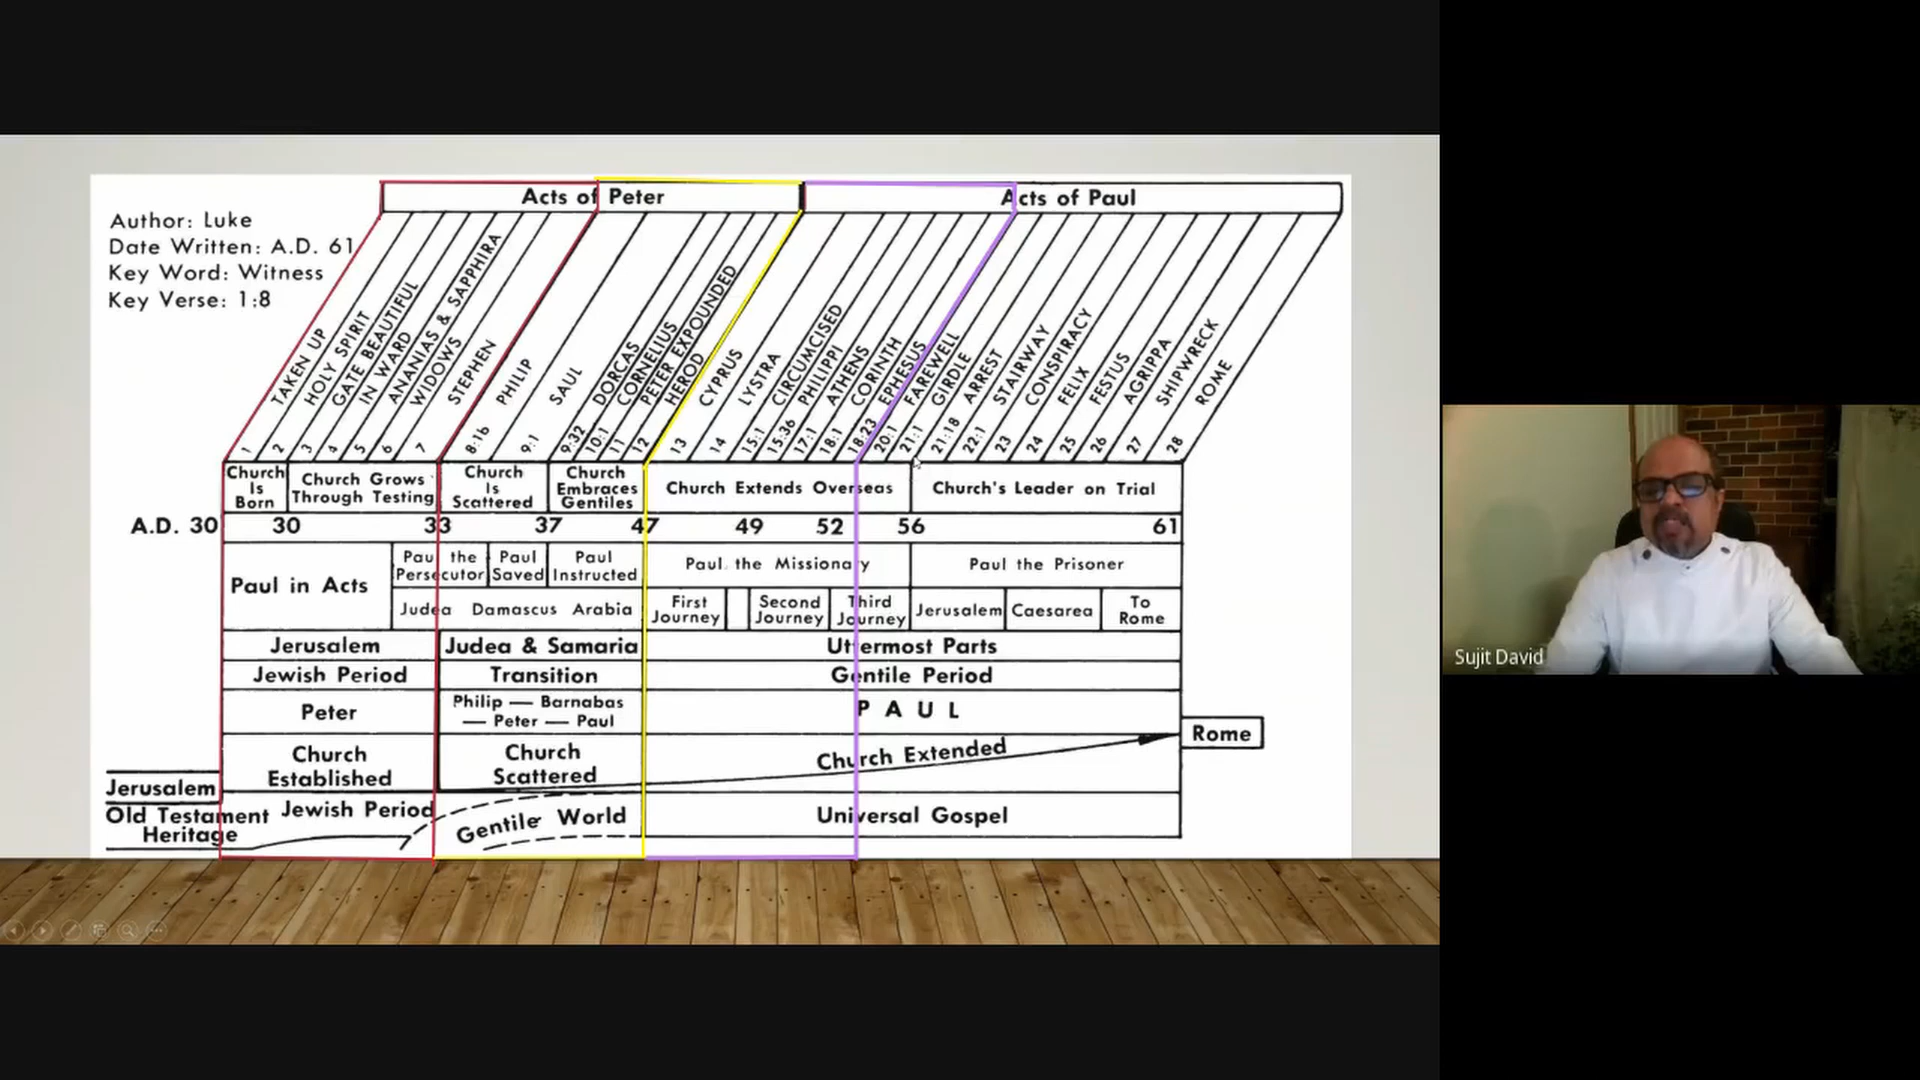 Acts of Peter
Acts of Paul
Author: Luke
Date Written: A.D. 61
Key Word: Witness
Key Verse: 1:8
TAKEN UP
HOLY SPIRIT
GATE BEAUTIFUL
IN WARD
ANANIAS & SAPPHIRA
WIDOWS
STEPHEN
PHILIP
SAUL
DORCAS
CORNELIUS
PETER EXPOUNDED
HEROD
CYPRUS
LYSTRA
CIRCUMCISED
PHILIPPI
ATHENS
CORINTH
EPHESUS
FAREWELL
GIRDLE
ARREST
STAIRWAY
CONSPIRACY
FELIX
FESTUS
AGRIPPA
SHIPWRECK
ROME
1 2 3 4 5 6 7 8:1b 9:1 9:32 10:1 11 12 13 14 15:1 15:36 17:1 18:1 18:23 20:1 21:1 21:18 22:1 23 24 25 26 27 28
Church
Is
Born
Church Grows
Through Testing
Church
Is
Scattered
Church
Embraces
Gentiles
Church Extends Overseas
Church's Leader on Trial
A.D. 30 30 33 37 47 49 52 56 61
Paul in Acts
Paul the
Persecutor
Paul
Saved
Paul
Instructed
Paul the Missionary
Paul the Prisoner
Judea Damascus Arabia
First
Journey
Second
Journey
Third
Journey
Jerusalem
Caesarea
To
Rome
Jerusalem
Judea & Samaria
Uttermost Parts
Jewish Period
Transition
Gentile Period
Peter
Philip — Barnabas
— Peter — Paul
PAUL
Church
Established
Church
Scattered
Church Extended
Rome
Jerusalem
Old Testament
Heritage
Jewish Period
Gentile World
Universal Gospel
Sujit David